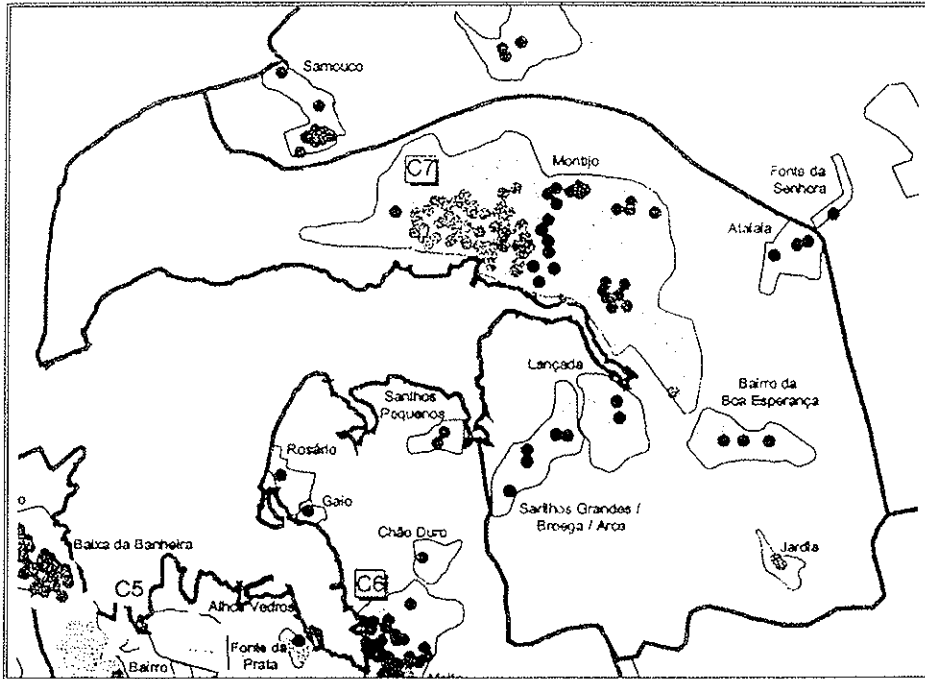 Samouco
C7
Montijo
Fonte da
Senhora
Atalaia
Lançada
Bairro da
Boa Esperança
Sarilhos
Pequenos
Rosário
Gaio
Sarilhos Grandes /
Broega / Arce
Chão Duro
Jardia
o
Baixa da Banheira
C5
C6
Alhos Vedros
Fonte da
Prata
Bairro